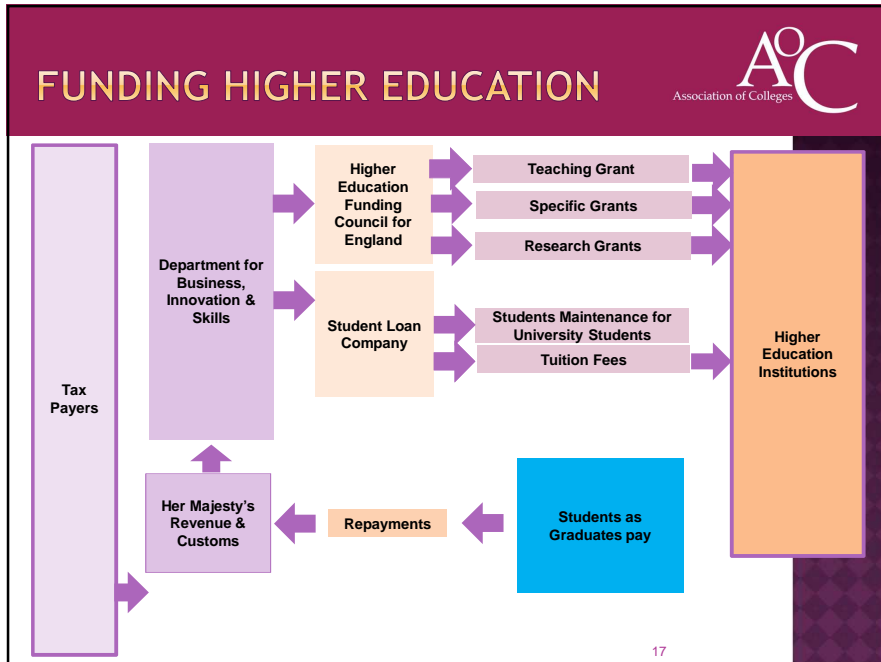 FUNDING HIGHER EDUCATION
AOC
Association of Colleges
Tax
Payers
Department for
Business,
Innovation &
Skills
Higher
Education
Funding
Council for
England
Teaching Grant
Specific Grants
Research Grants
Student Loan
Company
Students Maintenance for
University Students
Tuition Fees
Higher
Education
Institutions
Her Majesty’s
Revenue &
Customs
Repayments
Students as
Graduates pay
17